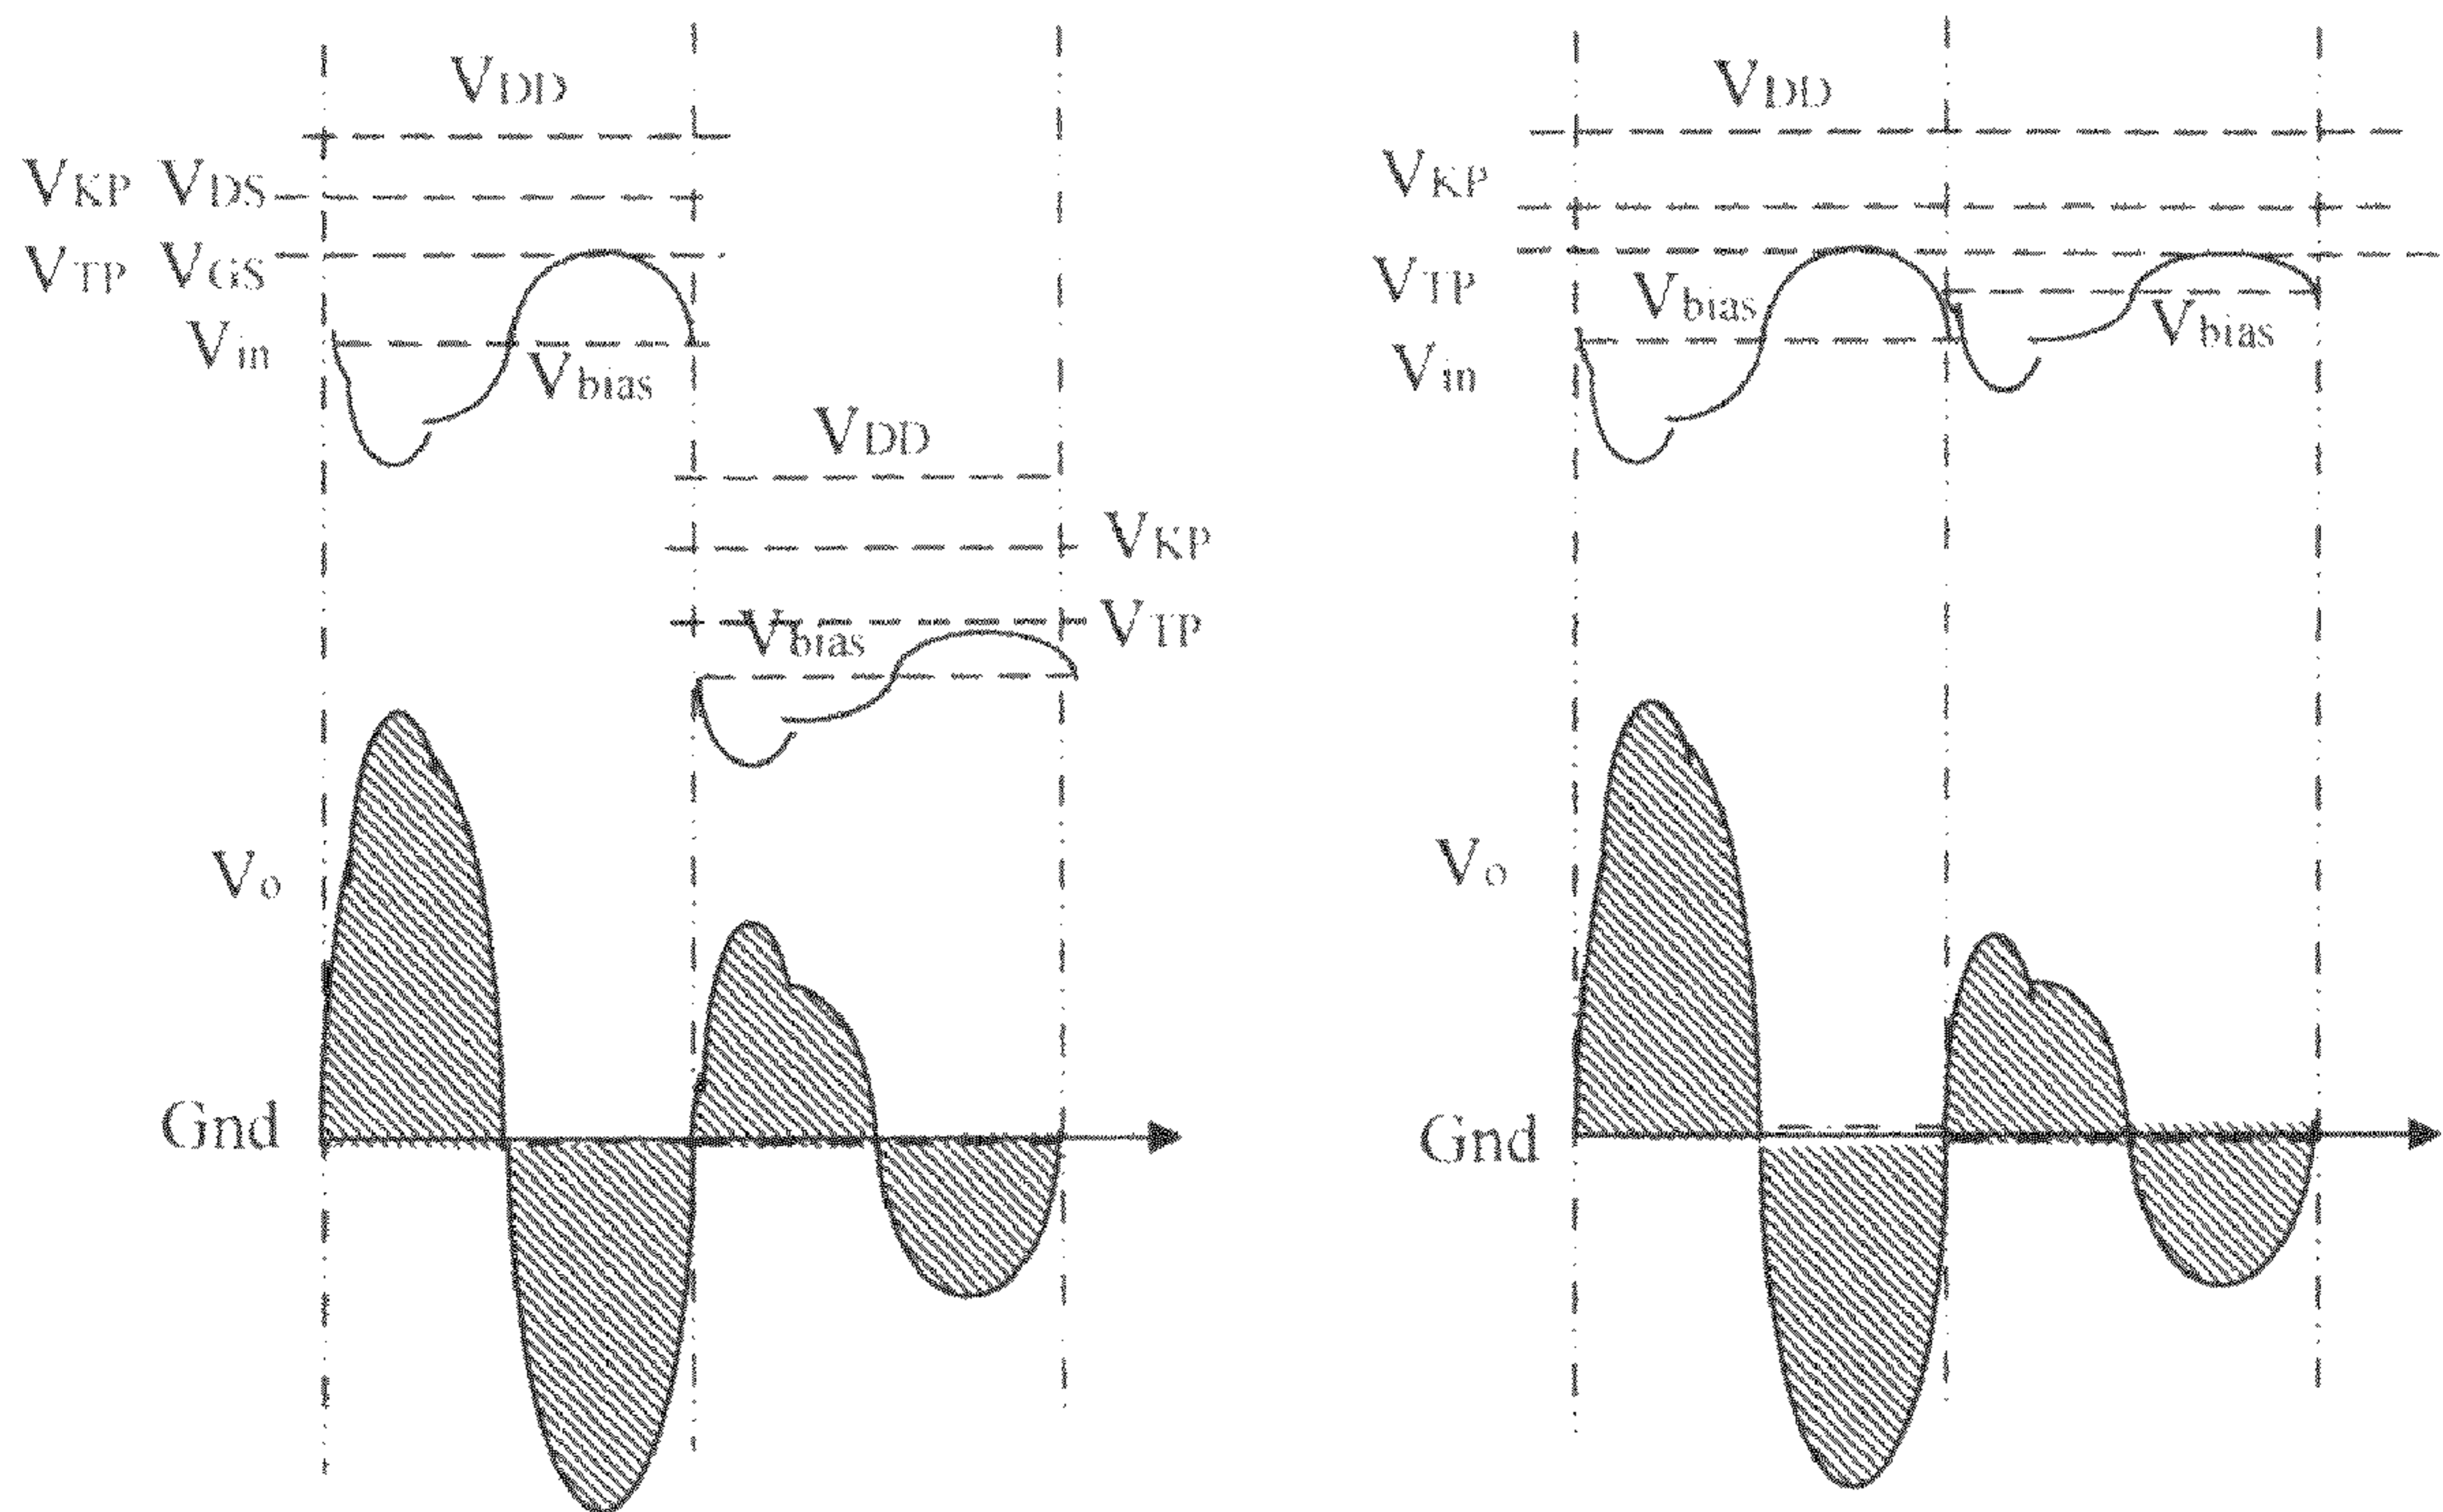 VDD
VKP VDS
VTP VGS
Vin
Vbias
VDD
VKP
Vbias
VTP
Vo
Gnd
VDD
VKP
VTP
Vbias
Vbias
Vin
Vo
Gnd